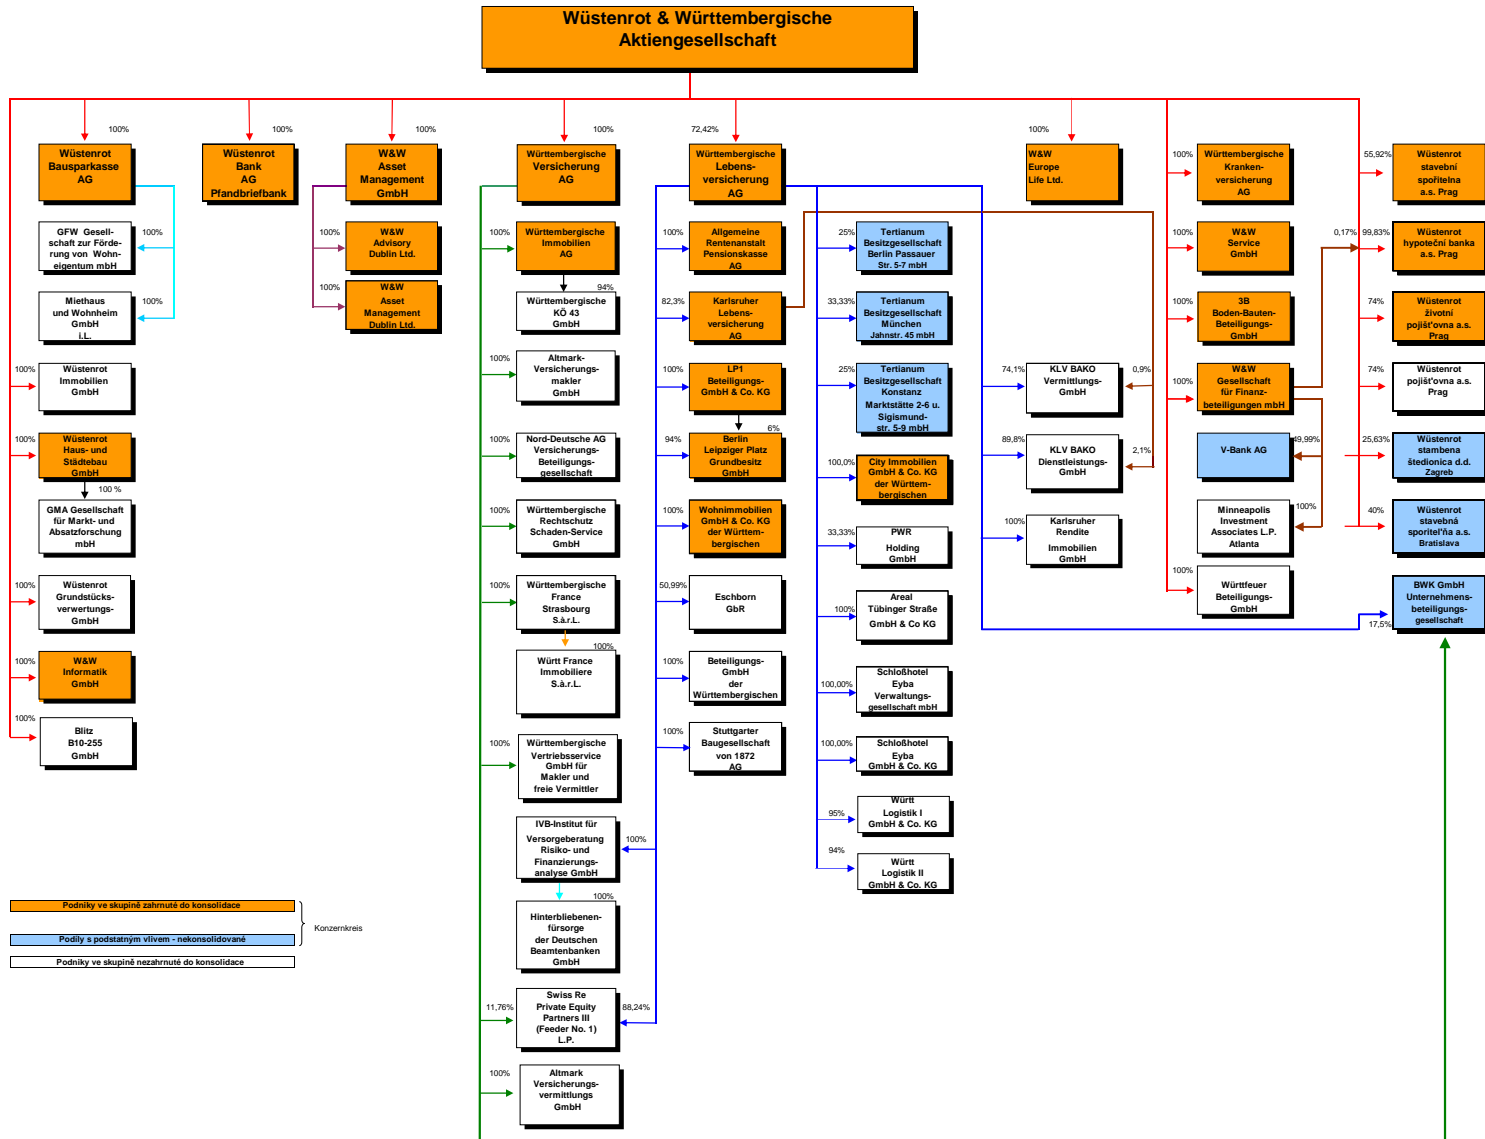 Wüstenrot & Württembergische
Aktiengesellschaft
100%
100%
100%
100%
72,42%
100%
Wüstenrot
Bausparkasse
AG
Wüstenrot
Bank
AG
Pfandbriefbank
W&W
Asset
Management
GmbH
Württembergische
Versicherung
AG
Württembergische
Lebens-
versicherung
AG
W&W
Europe
Life Ltd.
100%
Württembergische
Kranken-
versicherung
AG
55,92%
Wüstenrot
stavební
spořitelna
a.s. Prag
GFW Gesell-
schaft zur Förde-
rung von Wohn-
eigentum mbH
100%
100%
W&W
Advisory
Dublin Ltd.
100%
Württembergische
Immobilien
AG
100%
Allgemeine
Rentenanstalt
Pensionskasse
AG
25%
Tertianum
Besitzgesellschaft
Berlin Passauer
Str. 5-7 mbH
100%
W&W
Service
GmbH
0,17%
99,83%
Wüstenrot
hypoteční banka
a.s. Prag
Miethaus
und Wohnheim
GmbH
i.L.
100%
100%
W&W
Asset
Management
Dublin Ltd.
94%
Württembergische
KÖ 43
GmbH
82,3%
Karlsruher
Lebens-
versicherung
AG
33,33%
Tertianum
Besitzgesellschaft
München
Jahnstr. 45 mbH
100%
3B
Boden-Bauten-
Beteiligungs-
GmbH
74%
Wüstenrot
životní
pojišt'ovna a.s.
Prag
100%
Wüstenrot
Immobilien
GmbH
100%
Altmark-
Versicherungs-
makler
GmbH
100%
LP1
Beteiligungs-
GmbH & Co. KG
25%
Tertianum
Besitzgesellschaft
Konstanz
Marktstätte 2-6 u.
Sigismund-
str. 5-9 mbH
74,1%
KLV BAKO
Vermittlungs-
GmbH
0,9%
100%
W&W
Gesellschaft
für Finanz-
beteiligungen mbH
74%
Wüstenrot
pojišt'ovna a.s.
Prag
100%
Wüstenrot
Haus- und
Städtebau
GmbH
100%
Nord-Deutsche AG
Versicherungs-
Beteiligungs-
gesellschaft
6%
94%
Berlin
Leipziger Platz
Grundbesitz
GmbH
100,0%
City Immobilien
GmbH & Co. KG
der Württem-
bergischen
89,8%
KLV BAKO
Dienstleistungs-
GmbH
2,1%
V-Bank AG
49,99%
25,63%
Wüstenrot
stambena
štedionica d.d.
Zagreb
100 %
GMA Gesellschaft
für Markt- und
Absatzforschung
mbH
100%
Württembergische
Rechtschutz
Schaden-Service
GmbH
100%
Wohnimmobilien
GmbH & Co. KG
der Württem-
bergischen
33,33%
PWR
Holding
GmbH
100%
Karlsruher
Rendite
Immobilien
GmbH
Minneapolis
Investment
Associates L.P.
Atlanta
100%
40%
Wüstenrot
stavebná
sporitel'ňa a.s.
Bratislava
100%
Wüstenrot
Grundstücks-
verwertungs-
GmbH
100%
Württembergische
France
Strasbourg
S.à.r.L.
50,99%
Eschborn
GbR
100%
Areal
Tübinger Straße
GmbH & Co KG
100%
Württfeuer
Beteiligungs-
GmbH
17,5%
BWK GmbH
Unternehmens-
beteiligungs-
gesellschaft
100%
W&W
Informatik
GmbH
100%
Württ France
Immobiliere
S.à.r.L.
100%
Beteiligungs-
GmbH
der
Württembergischen
100,00%
Schloßhotel
Eyba
Verwaltungs-
gesellschaft mbH
100%
Blitz
B10-255
GmbH
100%
Württembergische
Vertriebsservice
GmbH für
Makler und
freie Vermittler
100%
Stuttgarter
Baugesellschaft
von 1872
AG
100,00%
Schloßhotel
Eyba
GmbH & Co. KG
IVB-Institut für
Versorgeberatung
Risiko- und
Finanzierungs-
analyse GmbH
100%
95%
Württ
Logistik I
GmbH & Co. KG
94%
Württ
Logistik II
GmbH & Co. KG
100%
Hinterbliebenen-
fürsorge
der Deutschen
Beamtenbanken
GmbH
Podniky ve skupině zahrnuté do konsolidace
Podíly s podstatným vlivem - nekonsolidované
Konzernkreis
Podniky ve skupině nezahrnuté do konsolidace
11,76%
Swiss Re
Private Equity
Partners III
(Feeder No. 1)
L.P.
88,24%
100%
Altmark
Versicherungs-
vermittlungs
GmbH